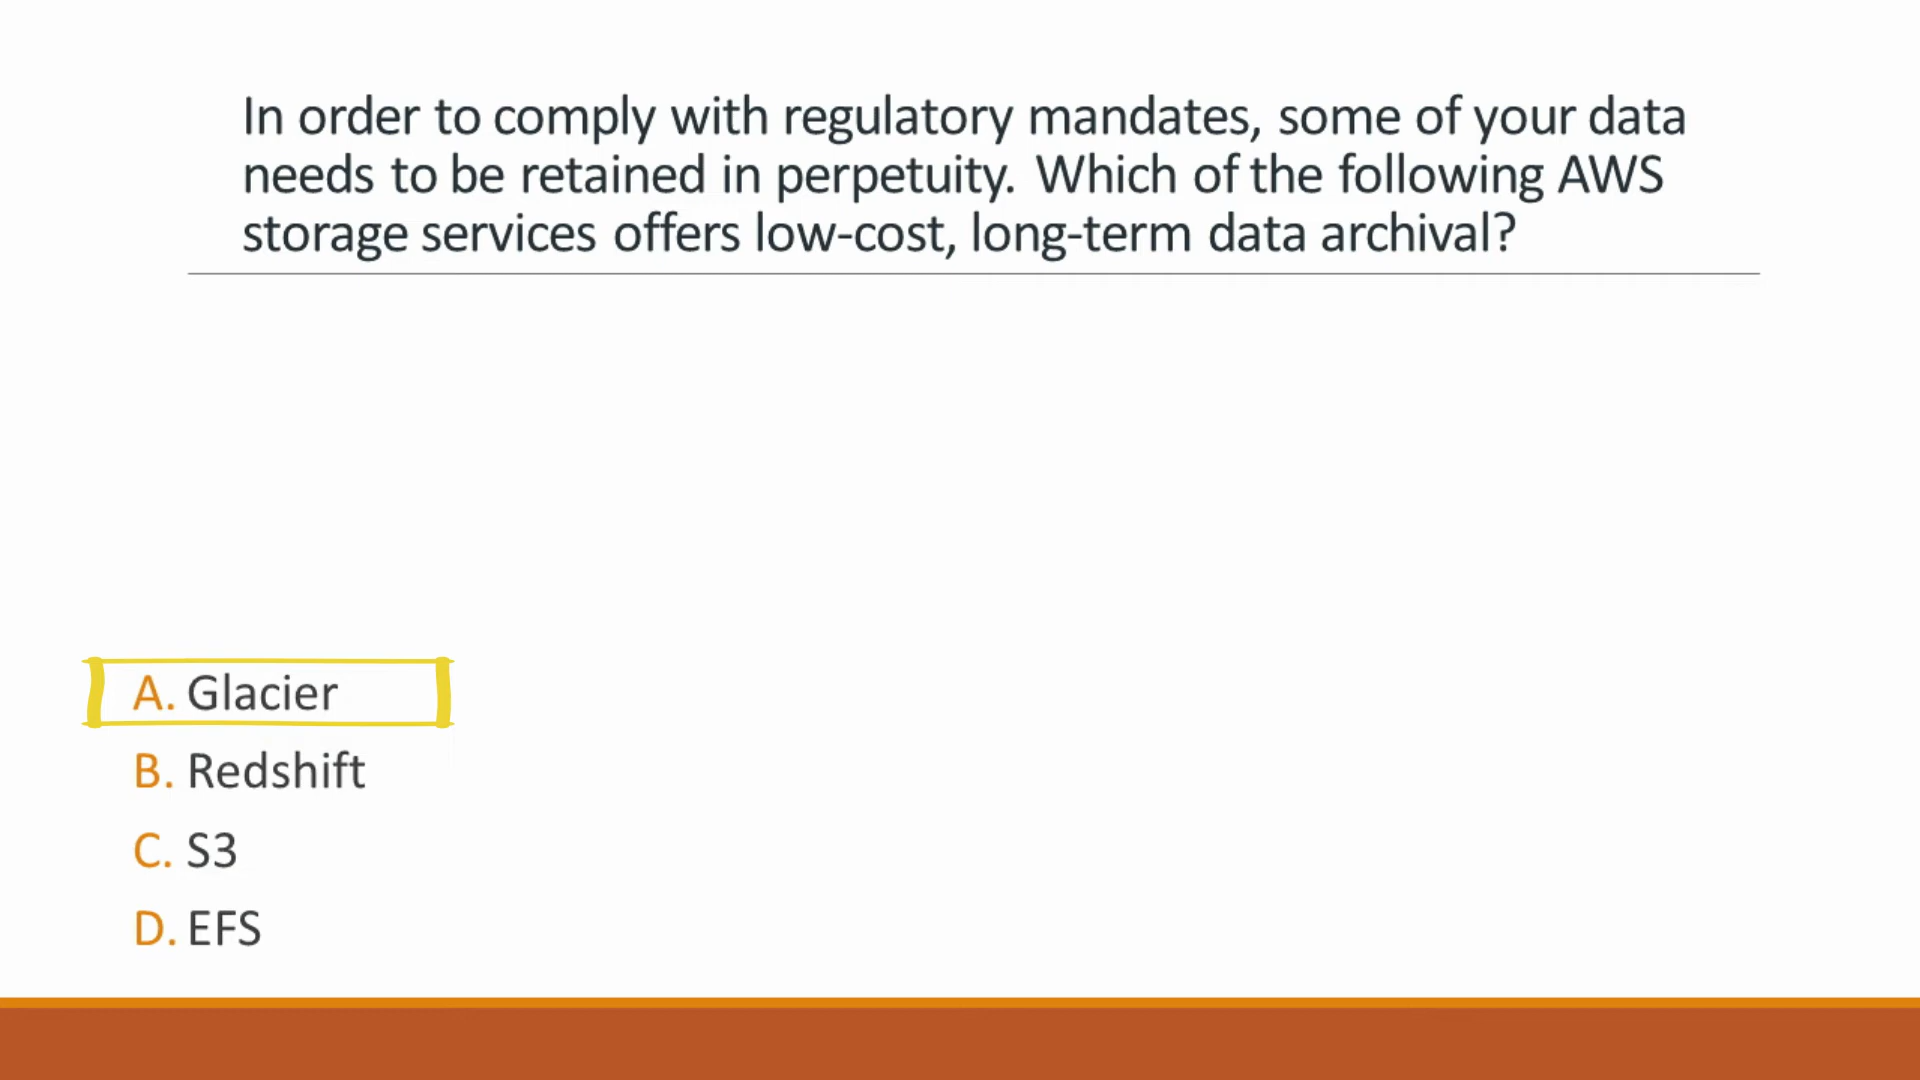 In order to comply with regulatory mandates, some of your data
needs to be retained in perpetuity. Which of the following AWS
storage services offers low-cost, long-term data archival?
A. Glacier
B. Redshift
C. S3
D. EFS